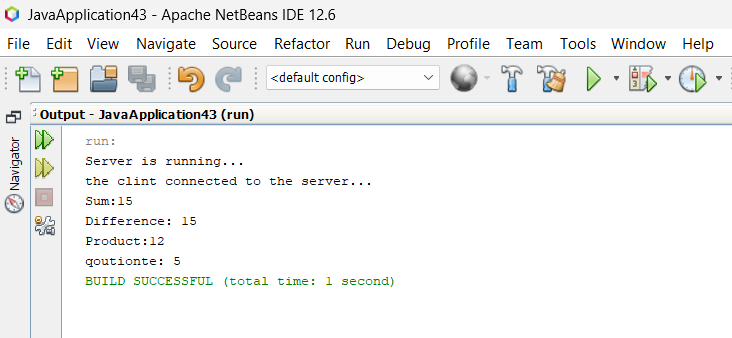 JavaApplication43 - Apache NetBeans IDE 12.6
File Edit View Navigate Source Refactor Run Debug Profile Team Tools Window Help
<default config>
Output - JavaApplication43 (run)
Navigator
run:
Server is running...
the clint connected to the server...
Sum:15
Difference: 15
Product:12
qoutionte: 5
BUILD SUCCESSFUL (total time: 1 second)